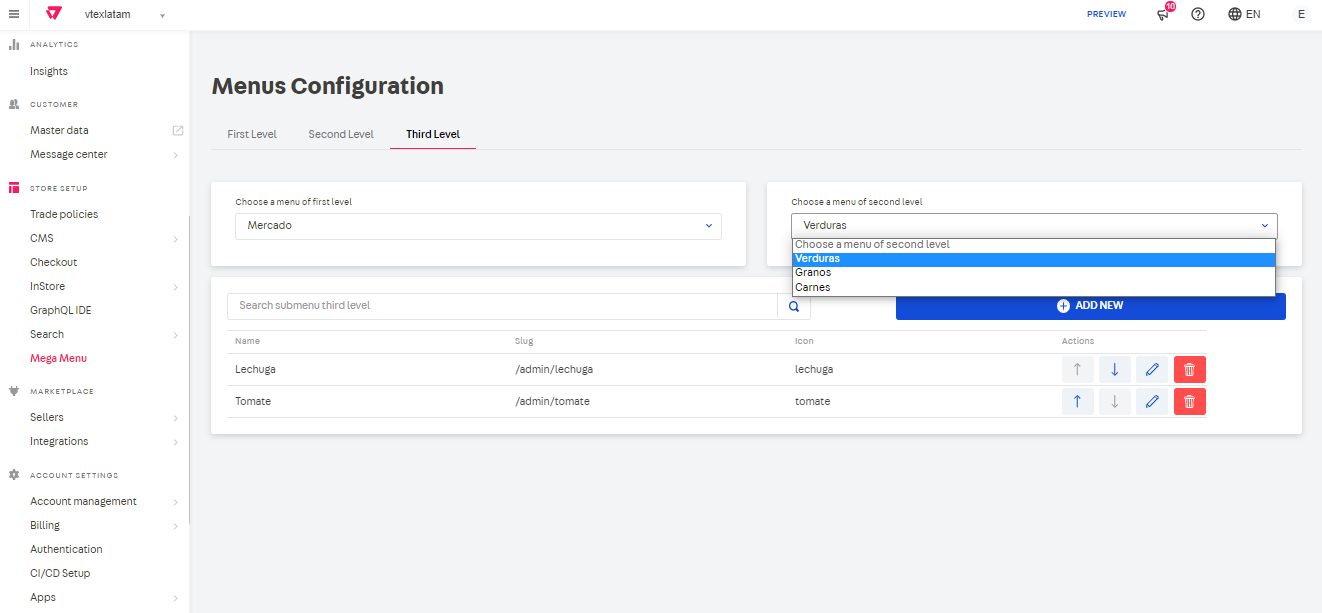 vtexlatam
PREVIEW
10
EN
E
ANALYTICS
Insights
CUSTOMER
Master data
Message center
STORE SETUP
Trade policies
CMS
Checkout
InStore
GraphQL IDE
Search
Mega Menu
MARKETPLACE
Sellers
Integrations
ACCOUNT SETTINGS
Account management
Billing
Authentication
CI/CD Setup
Apps
Menus Configuration
First Level Second Level Third Level
Choose a menu of first level
Mercado
Choose a menu of second level
Verduras
Choose a menu of second level
Verduras
Granos
Carnes
Search submenu third level
ADD NEW
Name Slug Icon Actions
Lechuga /admin/lechuga lechuga
Tomate /admin/tomate tomate